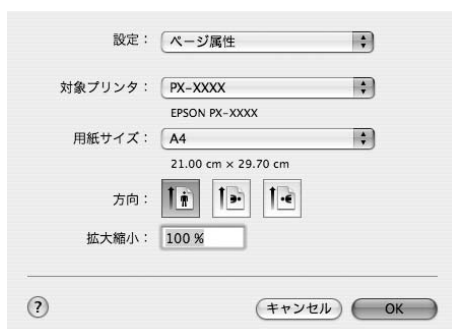 設定： ページ属性
対象プリンタ： PX-XXXX
EPSON PX-XXXX
用紙サイズ： A4
21.00 cm × 29.70 cm
方向：
拡大縮小： 100 %
? キャンセル OK